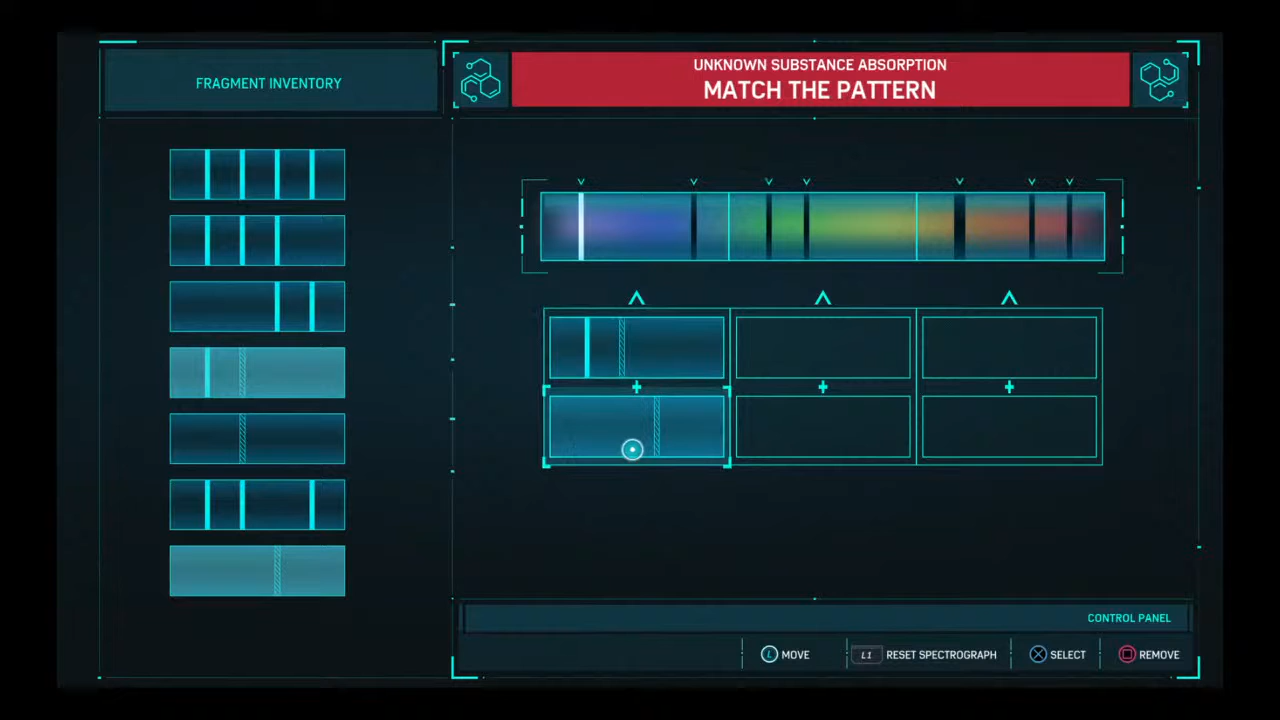 FRAGMENT INVENTORY
UNKNOWN SUBSTANCE ABSORPTION
MATCH THE PATTERN
CONTROL PANEL
L MOVE
L1 RESET SPECTROGRAPH
SELECT
REMOVE